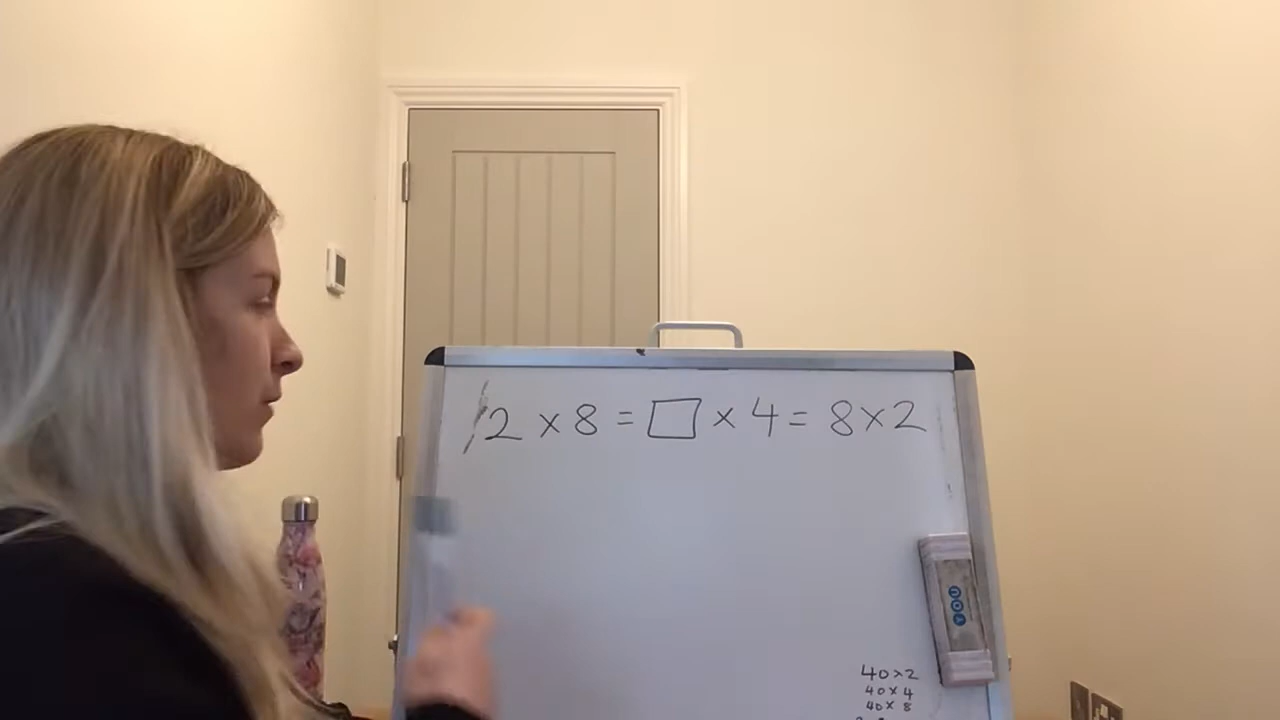 2 × 8 = □ × 4 = 8 × 2
40 × 2
40 × 4
40 × 8